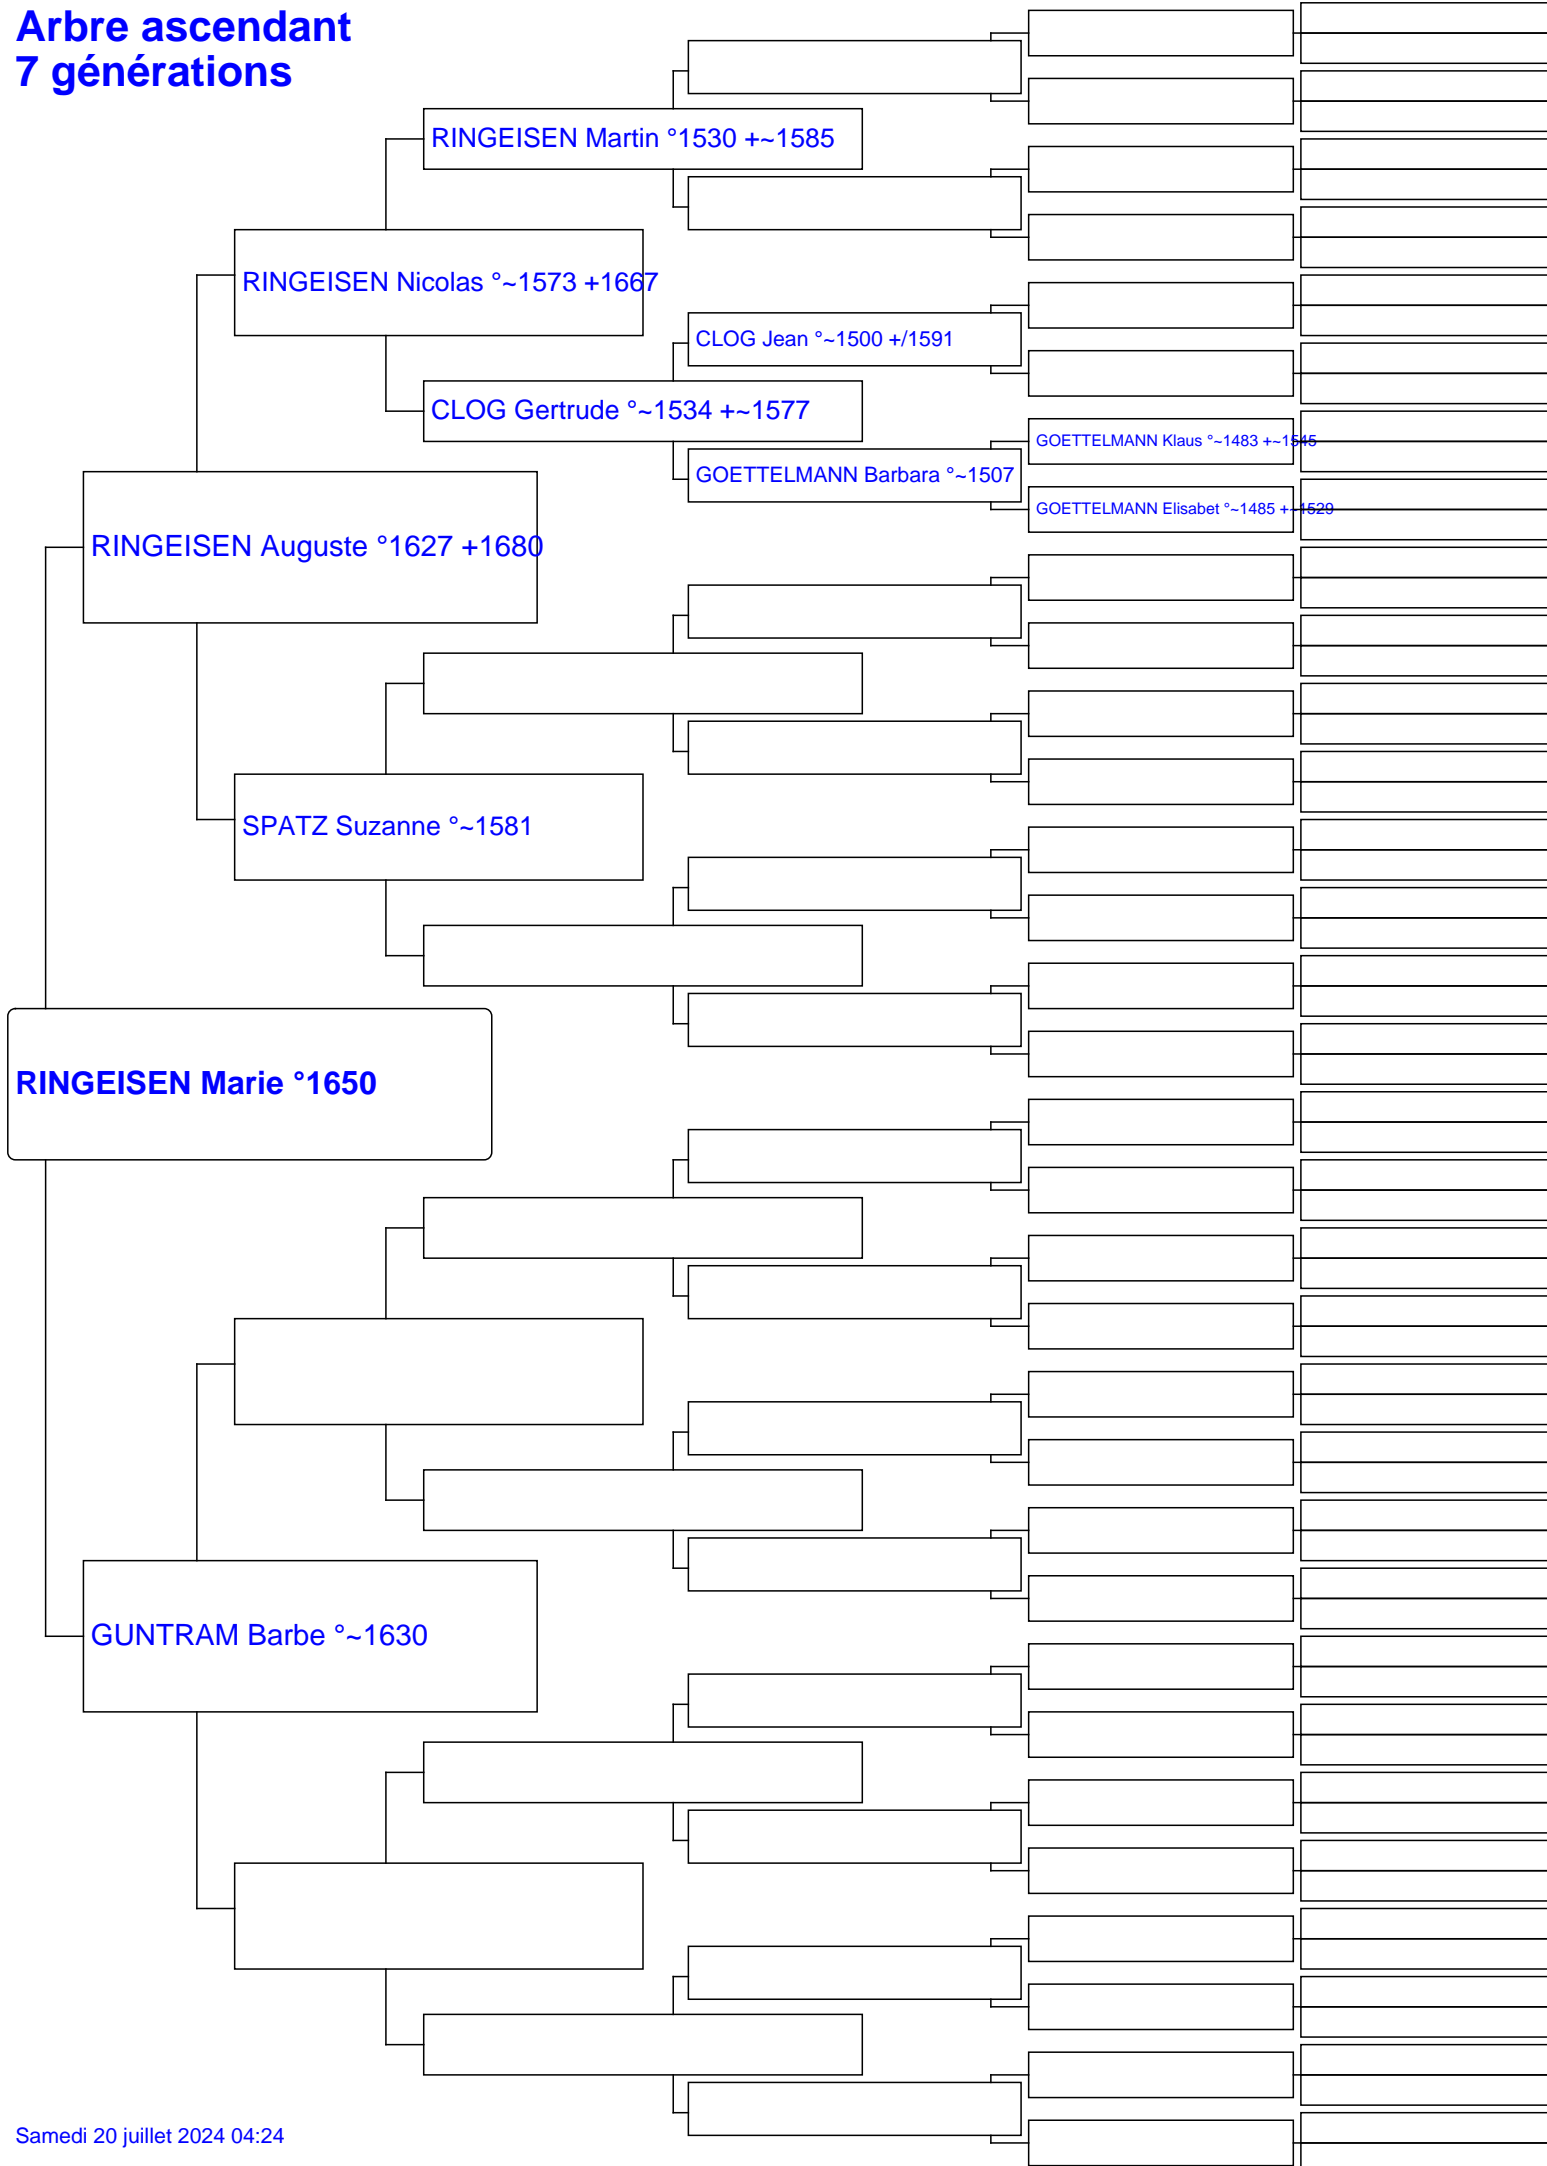 Arbre ascendant
7 générations
RINGEISEN Martin °1530 +~1585
RINGEISEN Nicolas °~1573 +1667
CLOG Jean °~1500 +/1591
CLOG Gertrude °~1534 +~1577
GOETTELMANN Klaus °~1483 +~1545
GOETTELMANN Barbara °~1507
GOETTELMANN Elisabet °~1485 +~1529
RINGEISEN Auguste °1627 +1680
SPATZ Suzanne °~1581
RINGEISEN Marie °1650
GUNTRAM Barbe °~1630
Samedi 20 juillet 2024 04:24